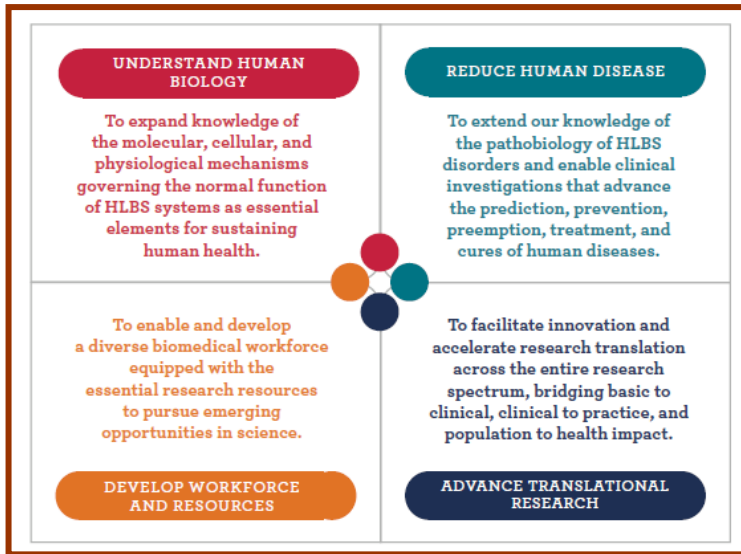 UNDERSTAND HUMAN
BIOLOGY
To expand knowledge of
the molecular, cellular, and
physiological mechanisms
governing the normal function
of HLBS systems as essential
elements for sustaining
human health.
REDUCE HUMAN DISEASE
To extend our knowledge of
the pathobiology of HLBS
disorders and enable clinical
investigations that advance
the prediction, prevention,
preemption, treatment, and
cures of human diseases.
To enable and develop
a diverse biomedical workforce
equipped with the
essential research resources
to pursue emerging
opportunities in science.
DEVELOP WORKFORCE
AND RESOURCES
To facilitate innovation and
accelerate research translation
across the entire research
spectrum, bridging basic to
clinical, clinical to practice, and
population to health impact.
ADVANCE TRANSLATIONAL
RESEARCH